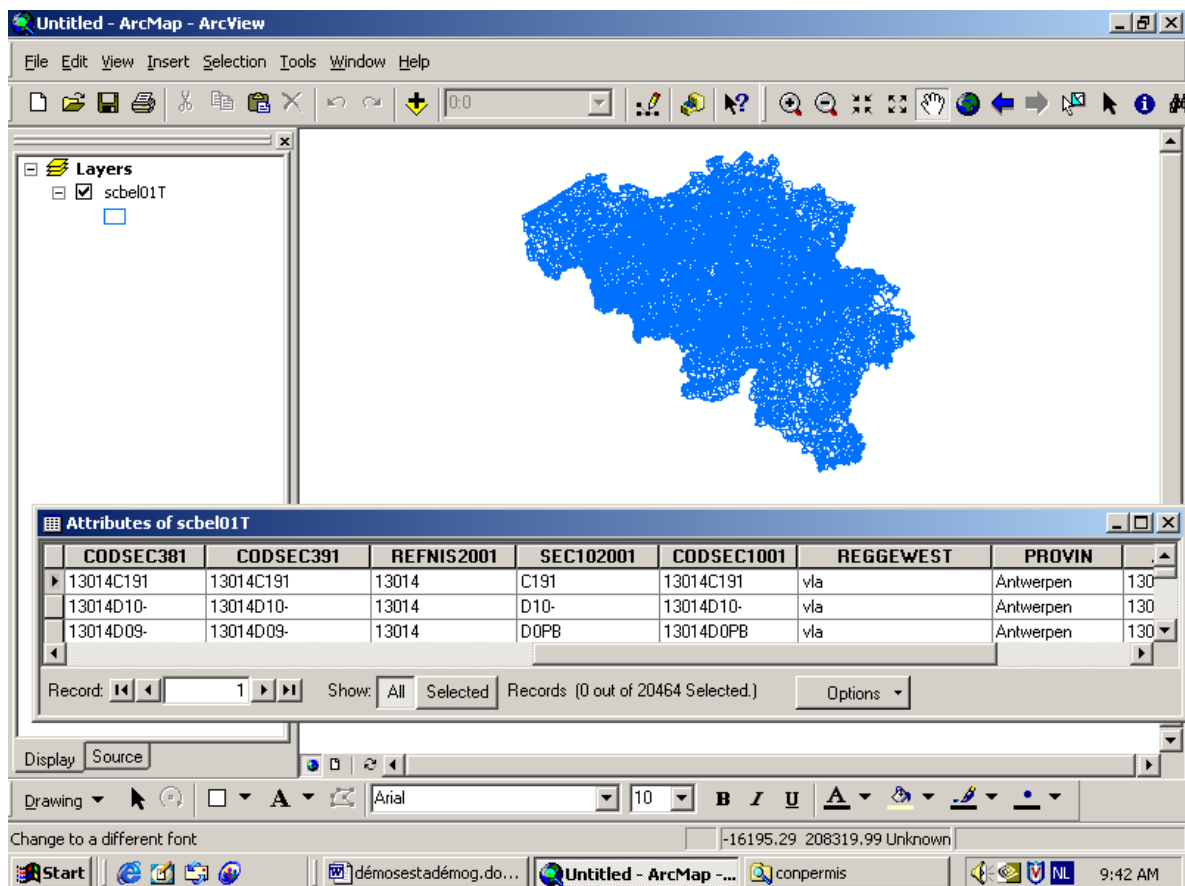 Untitled - ArcMap - ArcView
File Edit View Insert Selection Tools Window Help
0:0
Layers
scbel01T
Attributes of scbel01T
CODSEC381 CODSEC391 REFNIS2001 SEC102001 CODSEC1001 REGGEWEST PROVIN
13014C191 13014C191 13014 C191 13014C191 vla Antwerpen 130
13014D10- 13014D10- 13014 D10- 13014D10- vla Antwerpen 130
13014D09- 13014D09- 13014 D0PB 13014D0PB vla Antwerpen 130
Record: 1 Show: All Selected Records (0 out of 20464 Selected.) Options
Display Source
Drawing A Arial 10 B I U A
Change to a different font -16195.29 208319.99 Unknown
Start démosestadémog.do... Untitled - ArcMap -... conpermis NL 9:42 AM